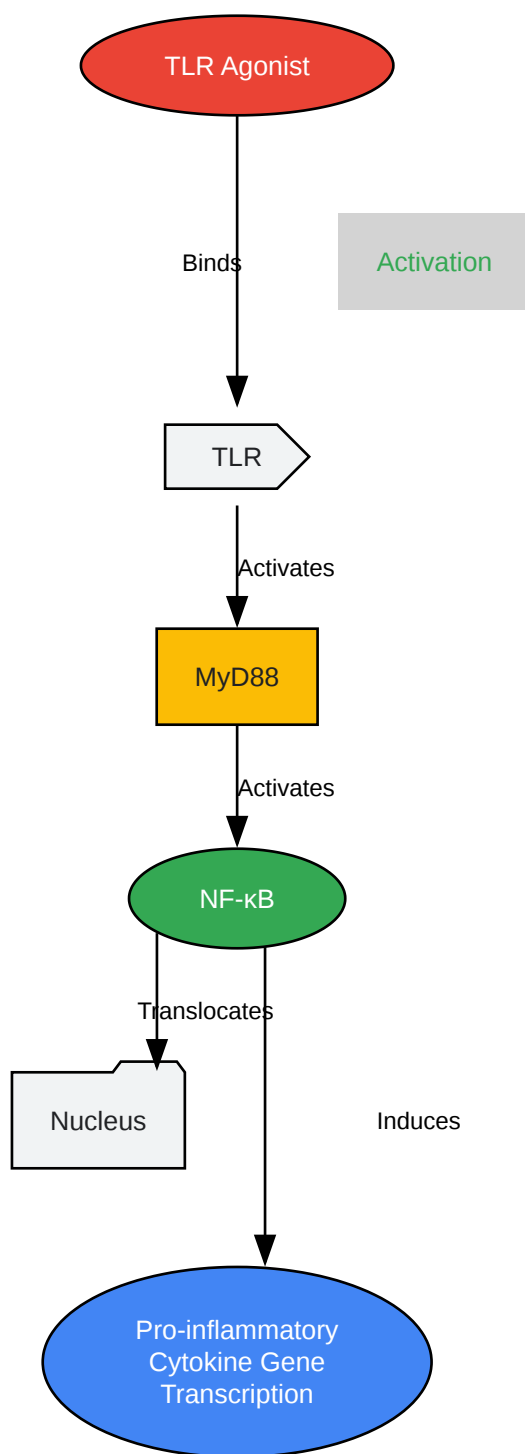 TLR Agonist
Binds
Activation
TLR
Activates
MyD88
Activates
NF-κB
Translocates
Nucleus
Induces
Pro-inflammatory
Cytokine Gene
Transcription